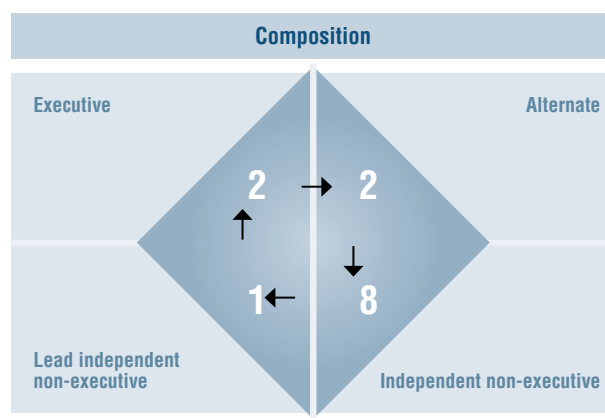 Composition
Executive
Alternate
2
2
1
8
Lead independent
non-executive
Independent non-executive